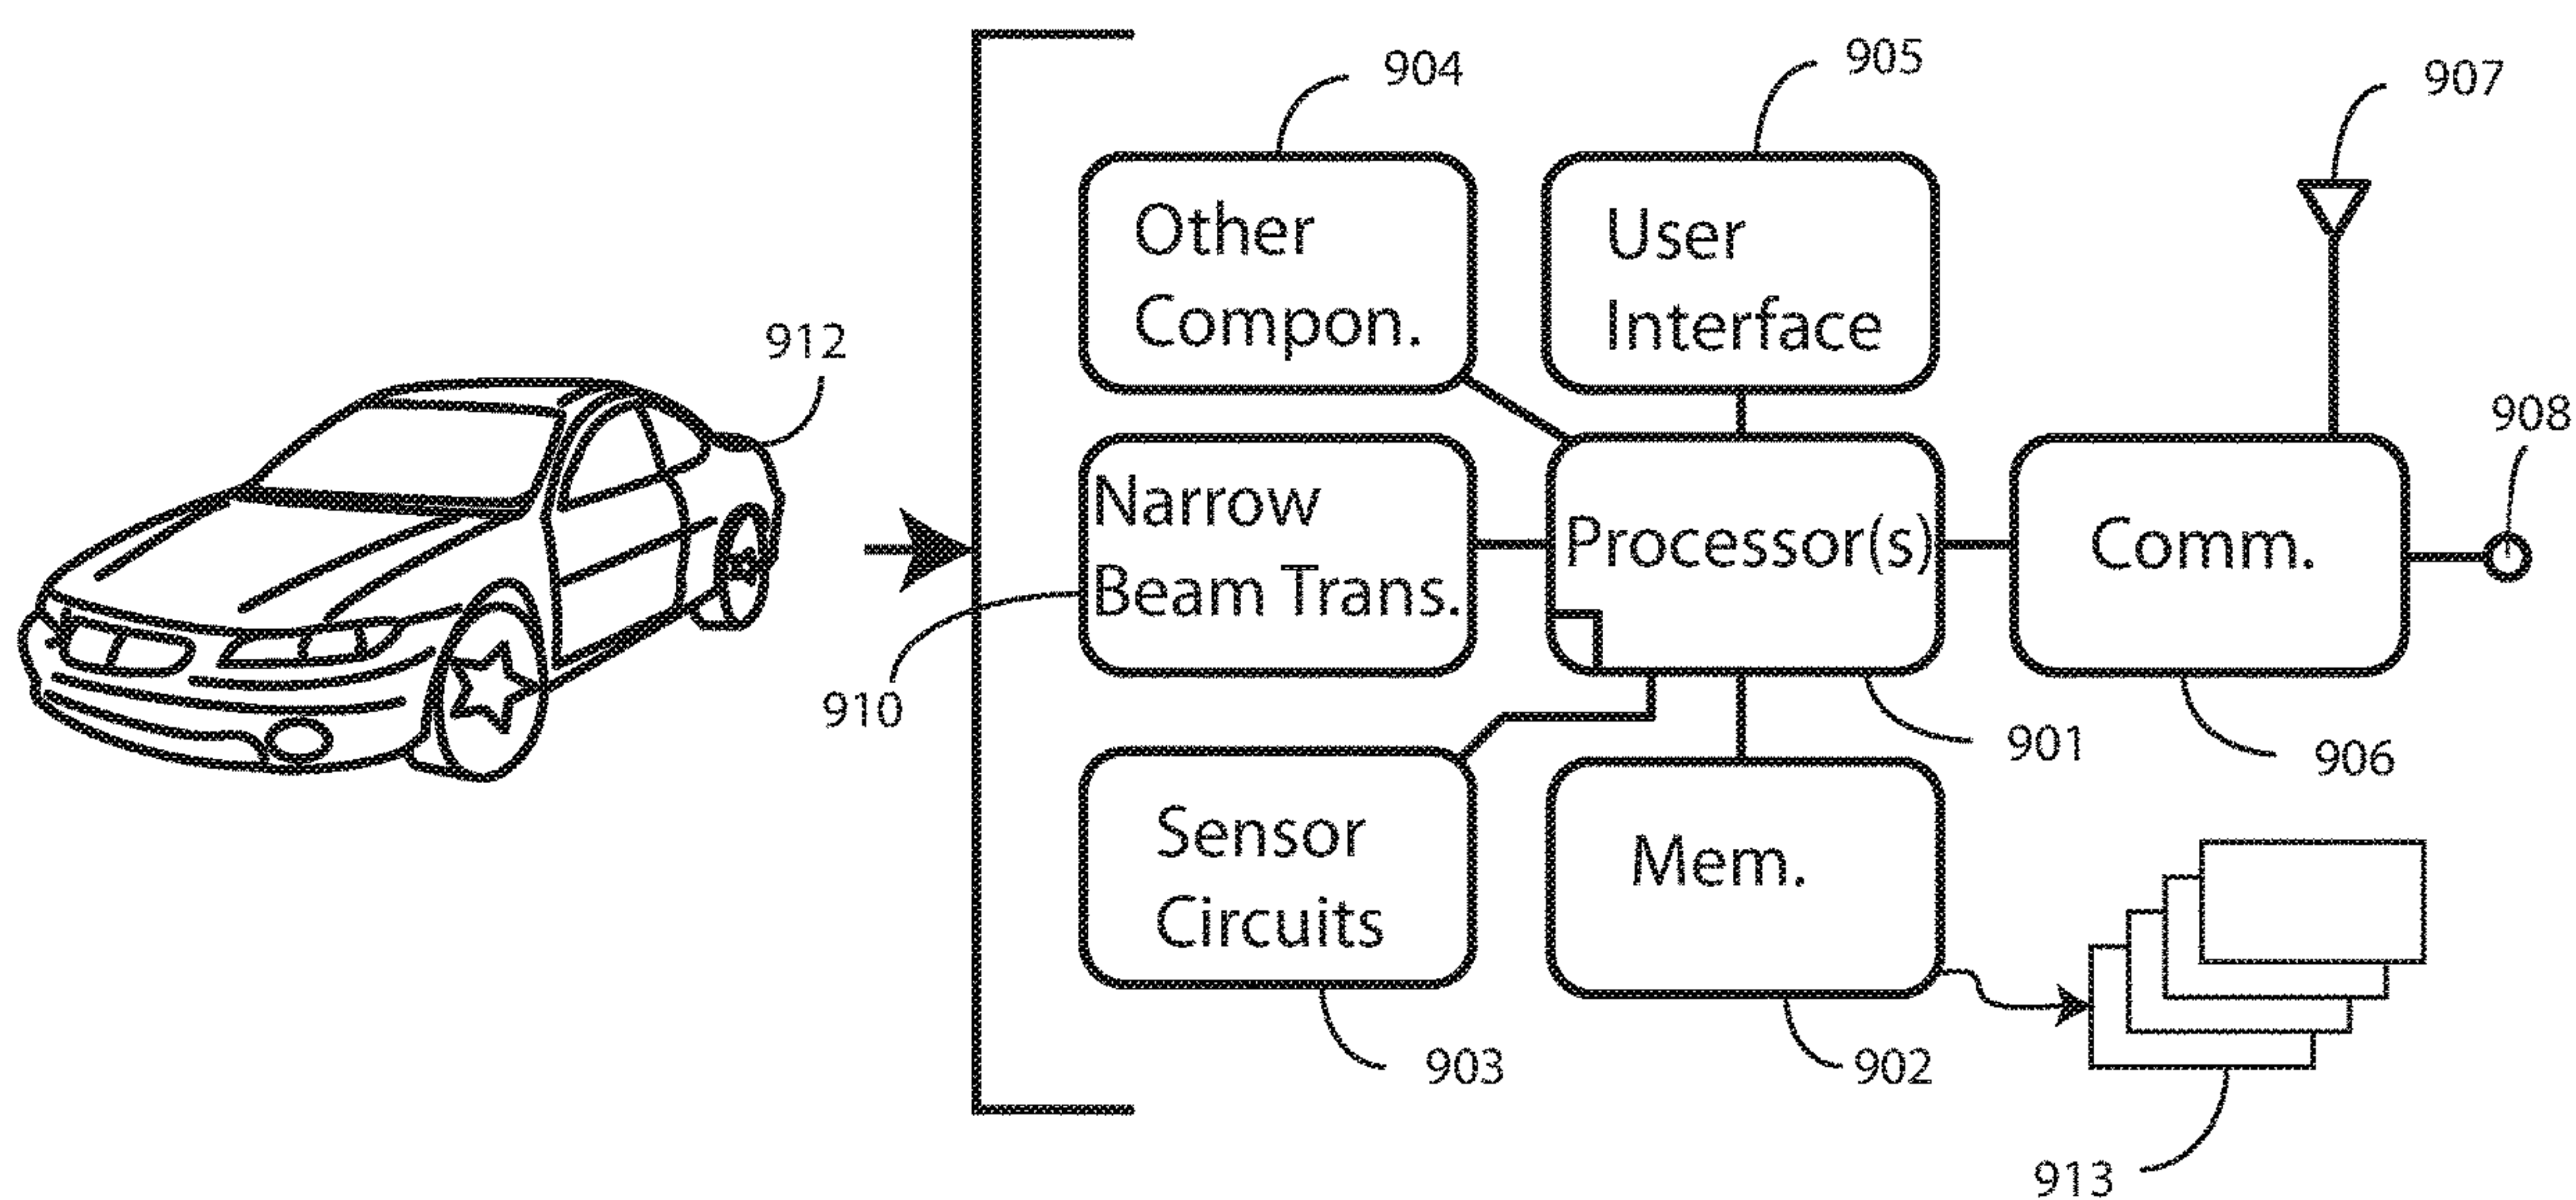 904
905
907
Other
Compon.
User
Interface
912
908
Narrow
Beam Trans.
Processor(s)
Comm.
910
901
906
Sensor
Circuits
Mem.
903
902
913